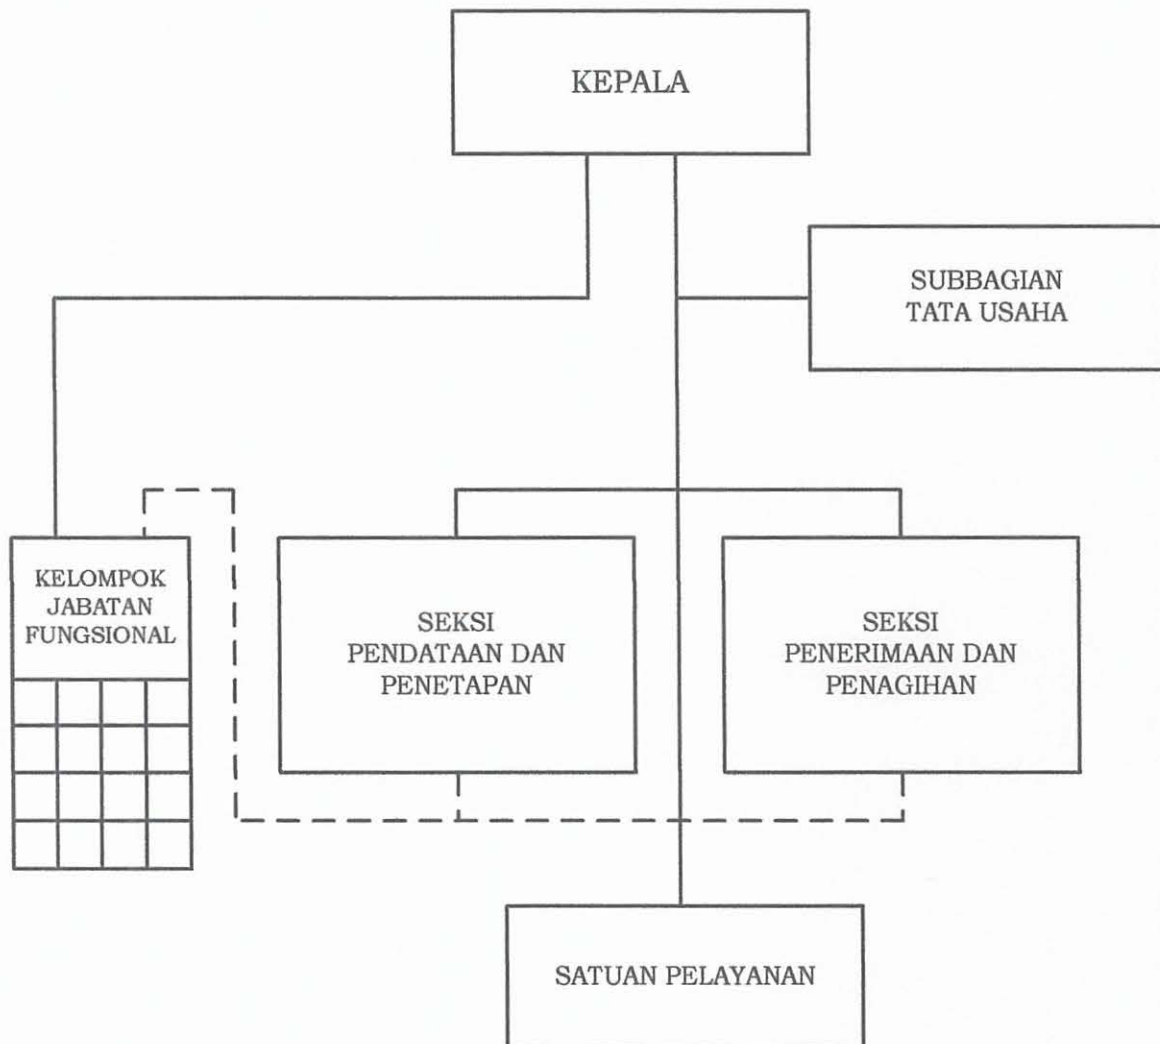 KEPALA
SUBBAGIAN
TATA USAHA
KELOMPOK
JABATAN
FUNGSIONAL
SEKSI
PENDATAAN DAN
PENETAPAN
SEKSI
PENERIMAAN DAN
PENAGIHAN
SATUAN PELAYANAN